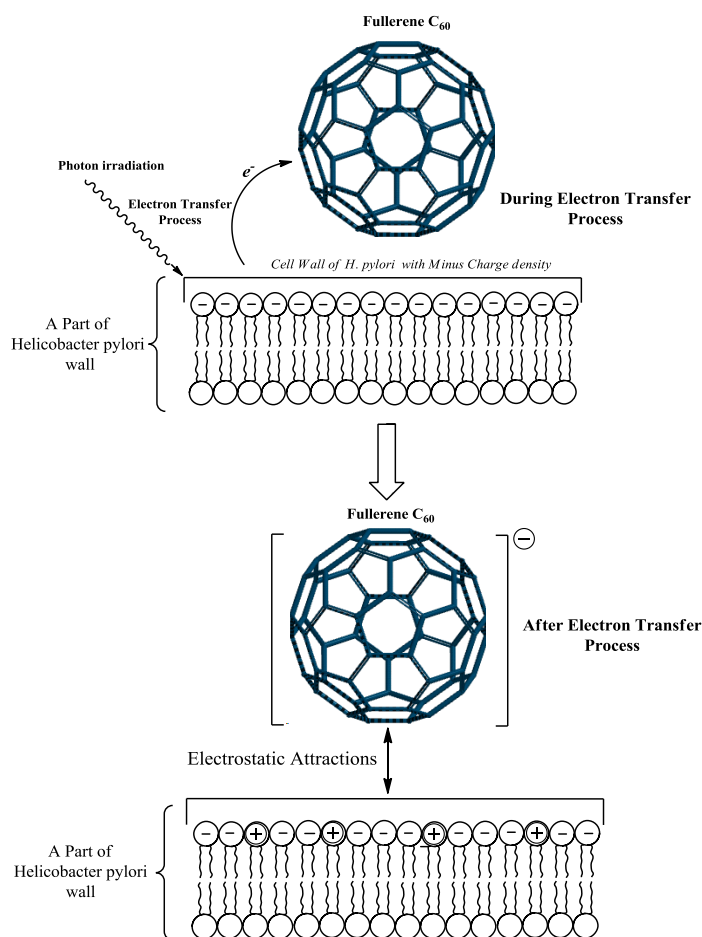 Fullerene C60
Photon irradiation
e-
Electron Transfer
Process
During Electron Transfer
Process
Cell Wall of H. pylori with Minus Charge density
A Part of
Helicobacter pylori
wall
Fullerene C60
After Electron Transfer
Process
Electrostatic Attractions
A Part of
Helicobacter pylori
wall